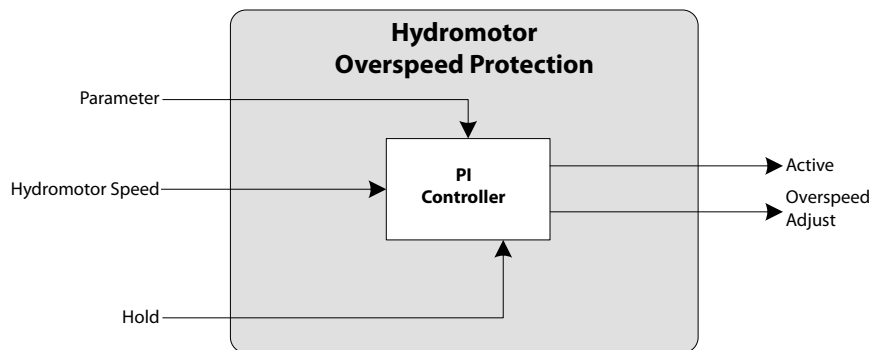 Hydromotor
Overspeed Protection
Parameter
PI
Controller
Active
Hydromotor Speed
Overspeed
Adjust
Hold